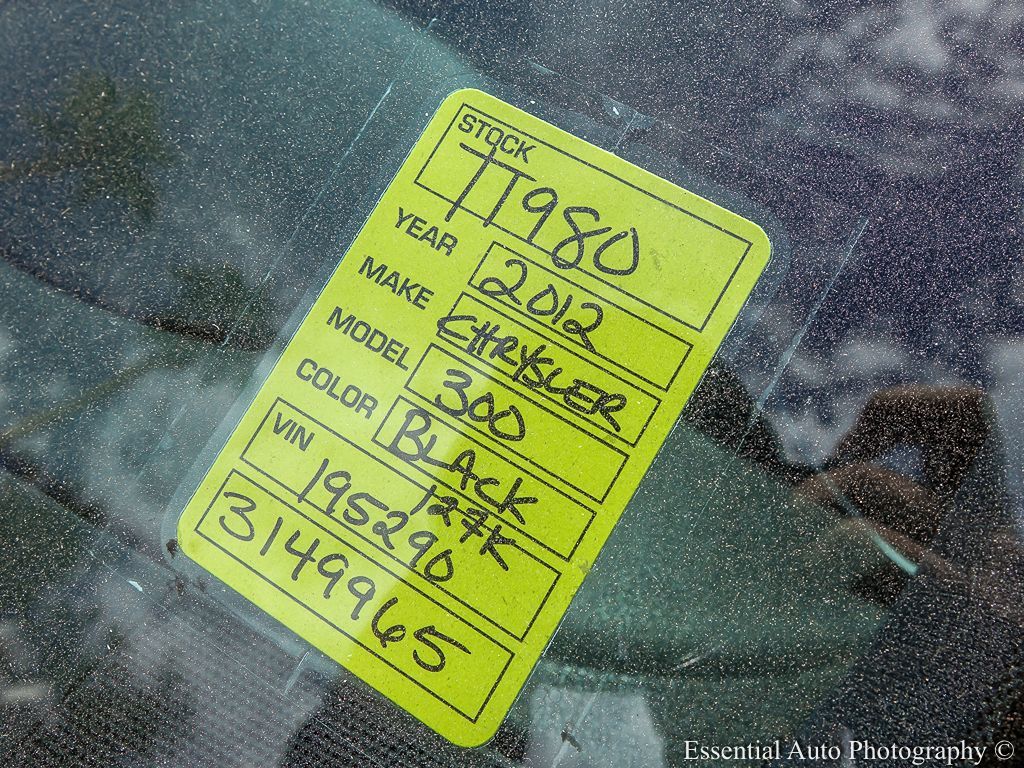 STOCK
TT980
YEAR 2012
MAKE CHRYSLER
MODEL 300
COLOR BLACK
127K
VIN 195290
3149965
Essential Auto Photography ©